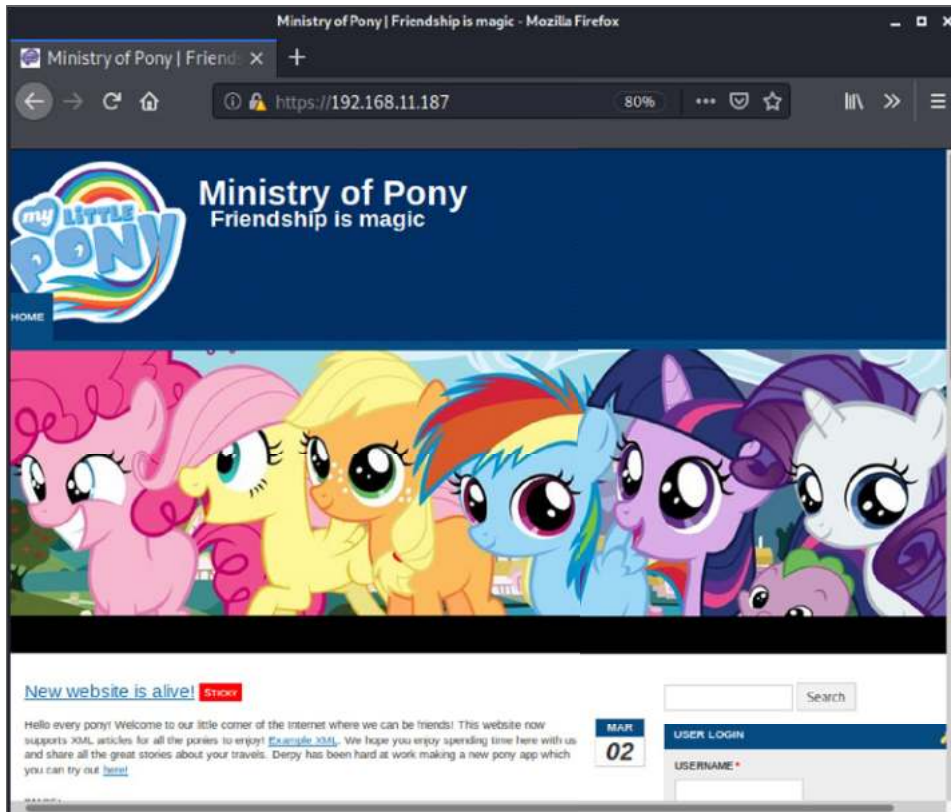 Ministry of Pony | Friendship is magic - Mozilla Firefox
Ministry of Pony | Friends
https://192.168.11.187
80%
my LiTTLE
PONY
Ministry of Pony
Friendship is magic
HOME
New website is alive! STICKY
Search
Hello every pony! Welcome to our little corner of the Internet where we can be friends! This website now
supports XML articles for all the ponies to enjoy! Example XML. We hope you enjoy spending time here with us
and share all the great stories about your travels. Derpy has been hard at work making a new pony app which
you can try out here!
MAR
02
USER LOGIN
USERNAME *